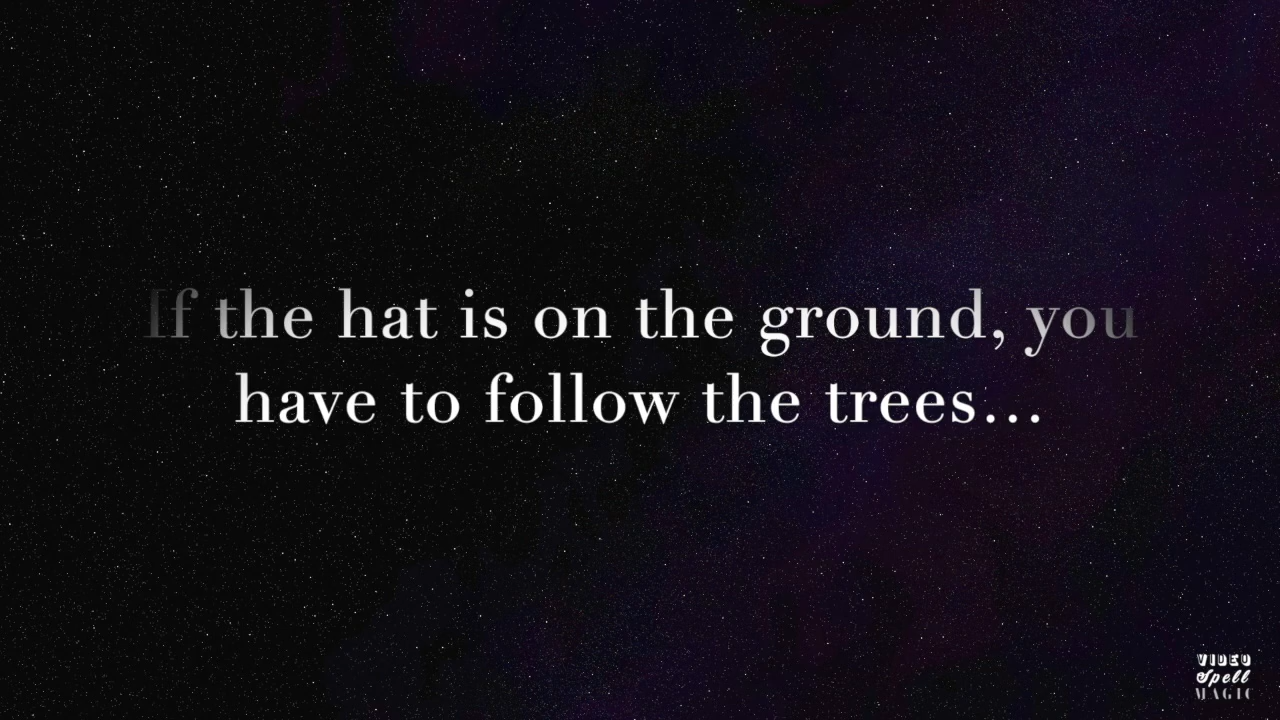 If the hat is on the ground, you
have to follow the trees...
VIDEO
Spell
MAGIC